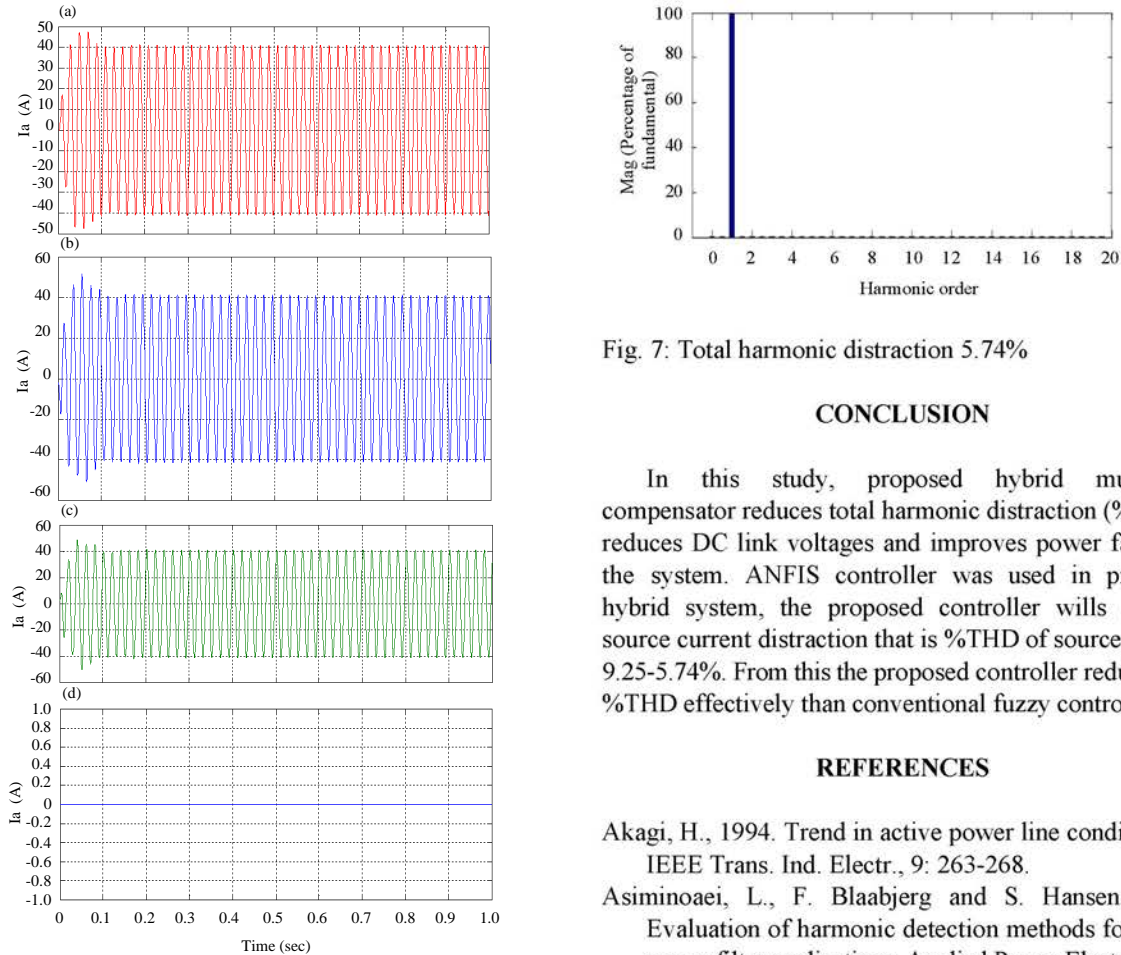 (a)
50
40
30
20
10
0
-10
-20
-30
-40
-50
Ia (A)
(b)
60
40
20
0
-20
-40
-60
Ia (A)
(c)
60
40
20
0
-20
-40
-60
Ia (A)
(d)
1.0
0.8
0.6
0.4
0.2
0
-0.2
-0.4
-0.6
-0.8
-1.0
Ia (A)
0 0.1 0.2 0.3 0.4 0.5 0.6 0.7 0.8 0.9 1.0
Time (sec)
100
80
60
40
20
0
Mag (Percentage of
fundamental)
0 2 4 6 8 10 12 14 16 18 20
Harmonic order
Fig. 7: Total harmonic distraction 5.74%
CONCLUSION
In this study, proposed hybrid mu
compensator reduces total harmonic distraction (%
reduces DC link voltages and improves power fa
the system. ANFIS controller was used in pr
hybrid system, the proposed controller wills
source current distraction that is %THD of source
9.25-5.74%. From this the proposed controller redu
%THD effectively than conventional fuzzy contro
REFERENCES
Akagi, H., 1994. Trend in active power line condi
IEEE Trans. Ind. Electr., 9: 263-268.
Asiminoaei, L., F. Blaabjerg and S. Hansen
Evaluation of harmonic detection methods fo